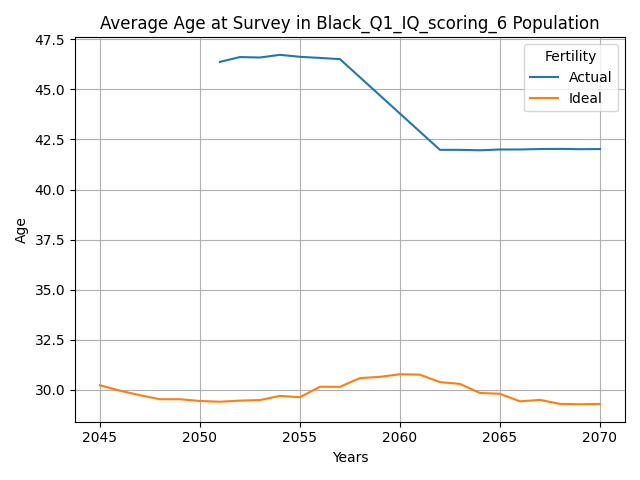 Average Age at Survey in Black_Q1_IQ_scoring_6 Population
Fertility
Actual
Ideal
47.5
45.0
42.5
40.0
37.5
35.0
32.5
30.0
Age
2045
2050
2055
2060
2065
2070
Years